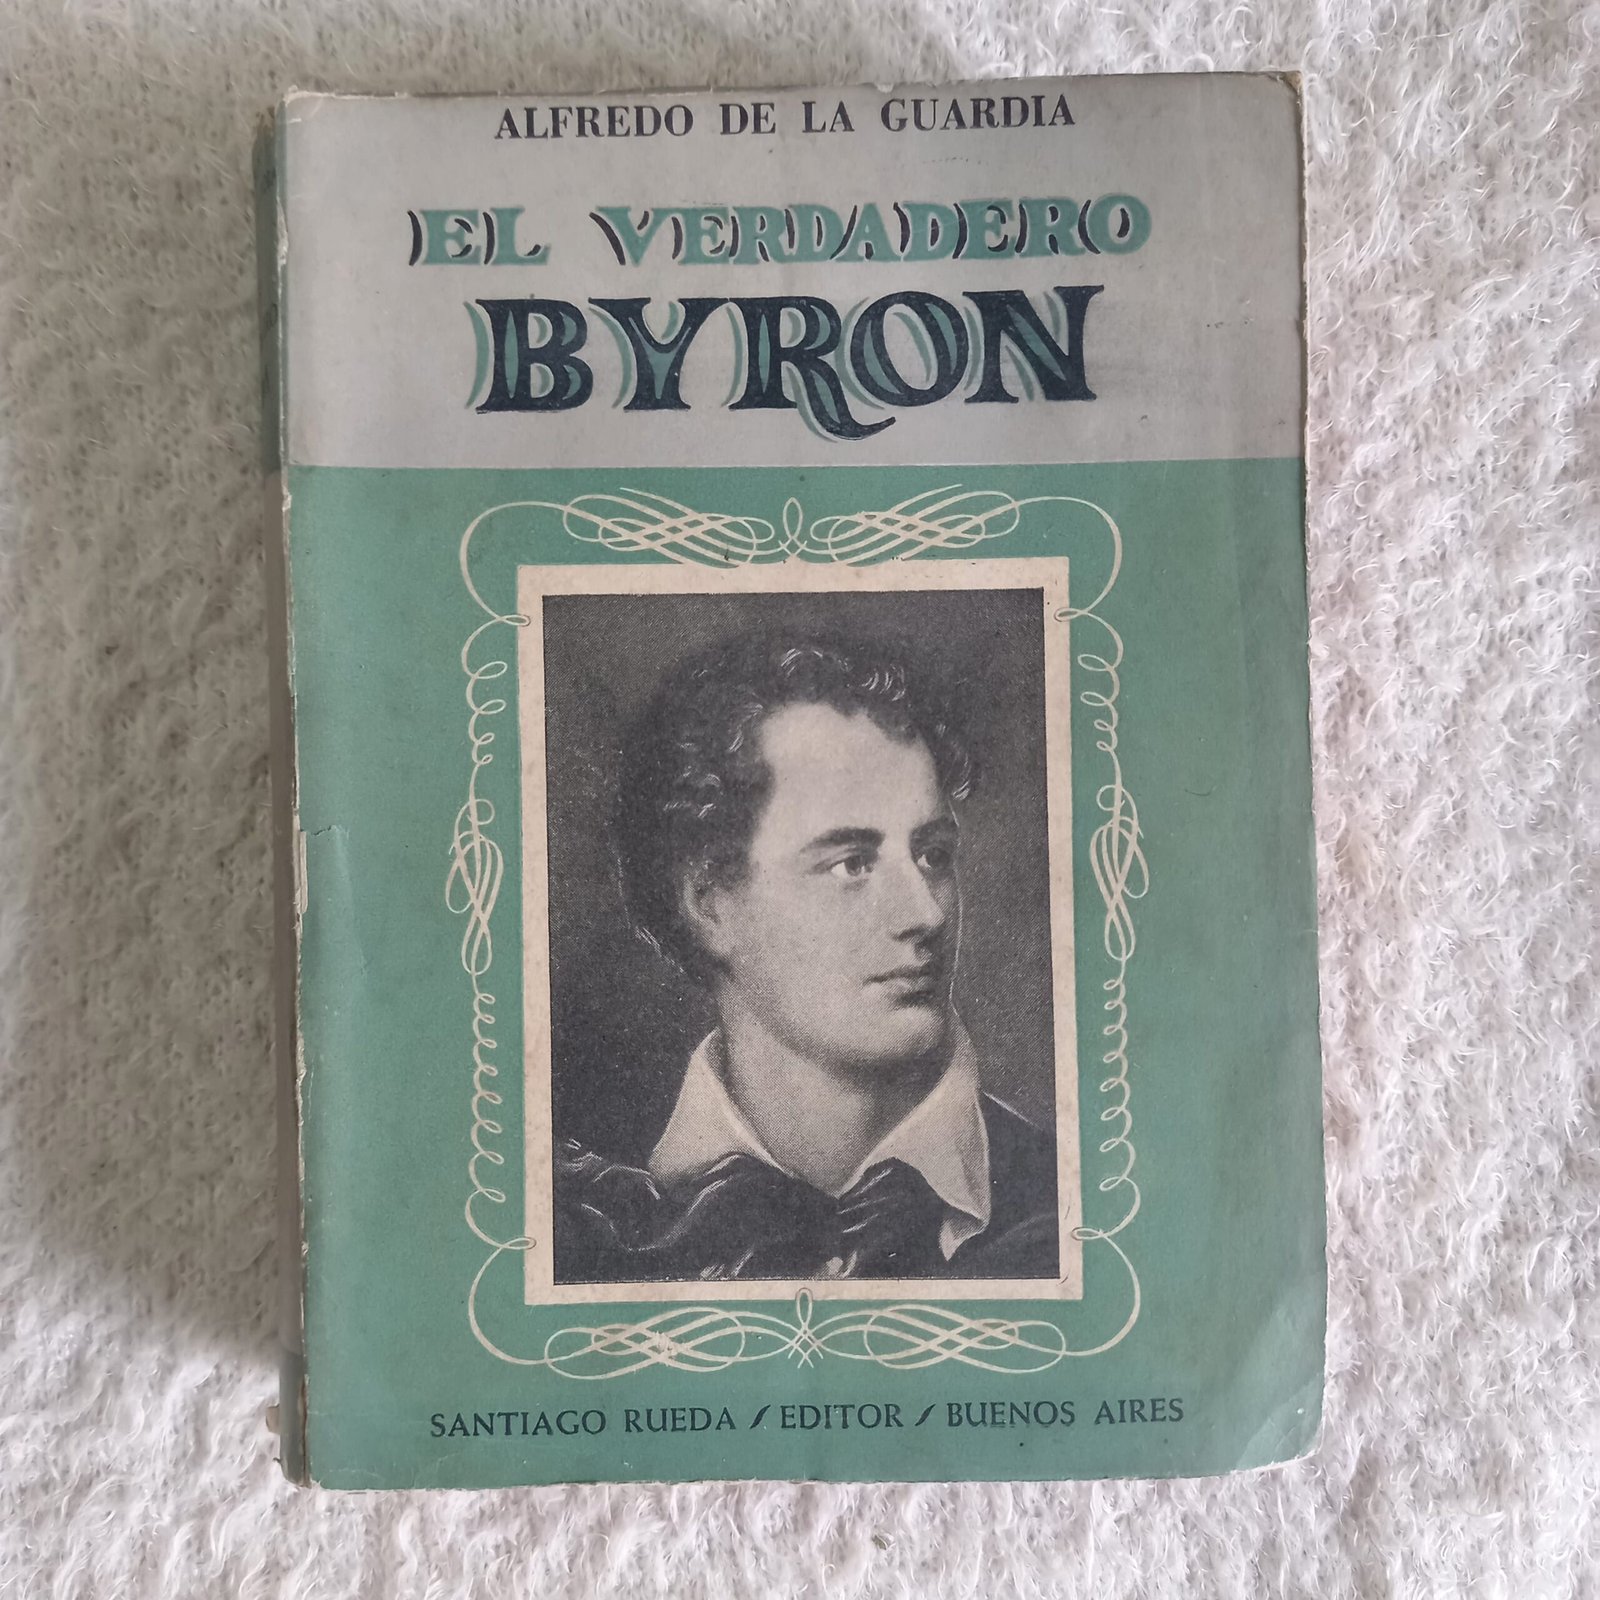 ALFREDO DE LA GUARDIA
EL VERDADERO
BYRON
SANTIAGO RUEDA / EDITOR / BUENOS AIRES